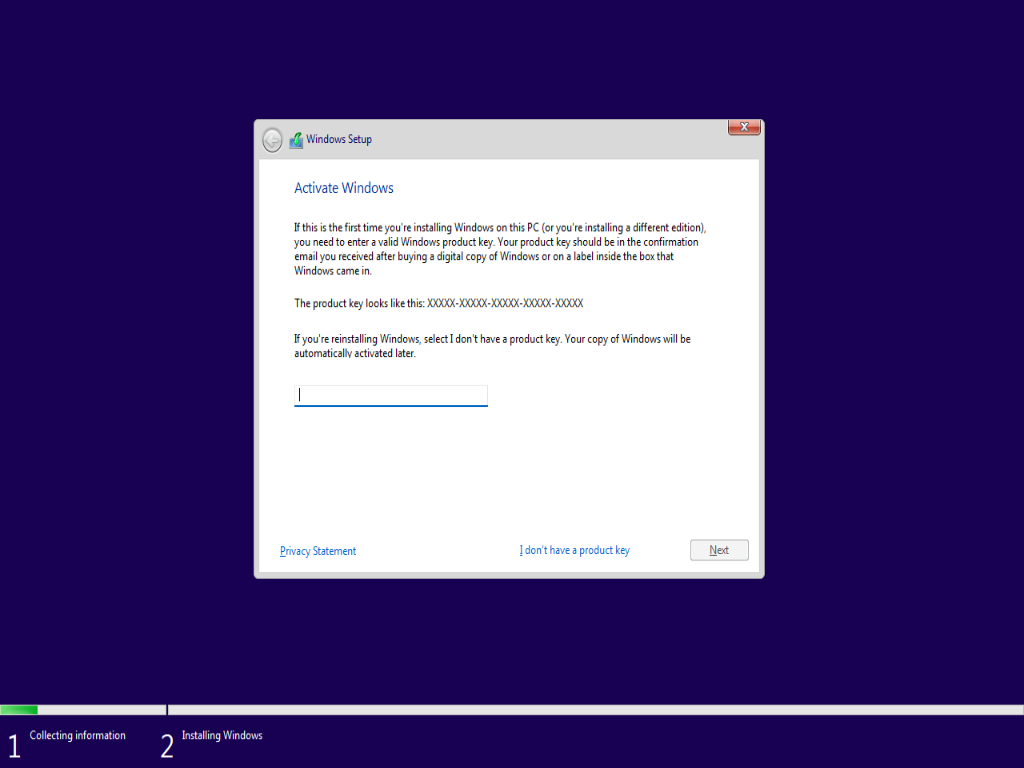 Windows Setup
Activate Windows
If this is the first time you're installing Windows on this PC (or you're installing a different edition),
you need to enter a valid Windows product key. Your product key should be in the confirmation
email you received after buying a digital copy of Windows or on a label inside the box that
Windows came in.
The product key looks like this: XXXXX-XXXXX-XXXXX-XXXXX-XXXXX
If you're reinstalling Windows, select I don't have a product key. Your copy of Windows will be
automatically activated later.
Privacy Statement
I don't have a product key
Next
1 Collecting information
2 Installing Windows